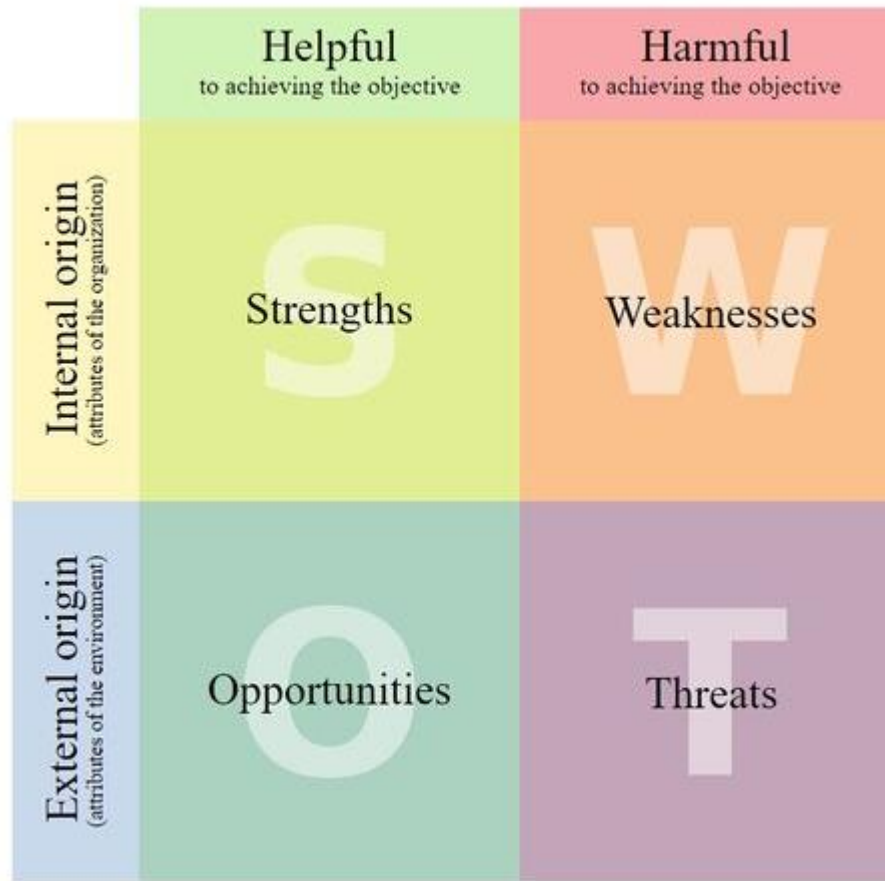 Helpful
to achieving the objective
Harmful
to achieving the objective
Internal origin
(attributes of the organization)
S
Strengths
W
Weaknesses
External origin
(attributes of the environment)
O
Opportunities
T
Threats